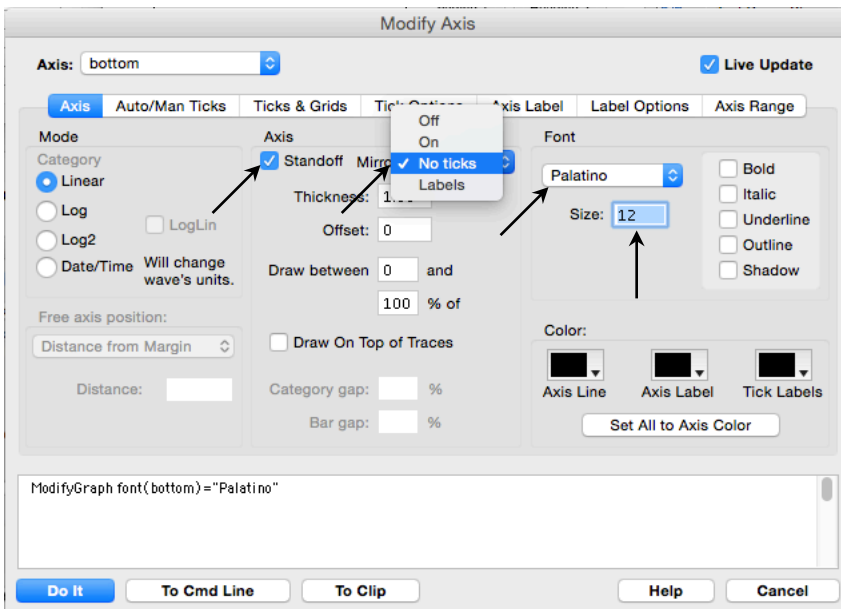 Modify Axis
Axis: bottom
Live Update
Axis Auto/Man Ticks Ticks & Grids Tick Options Axis Label Label Options Axis Range
Mode
Category
Linear
Log
Log2
Date/Time
LogLin
Will change
wave's units.
Free axis position:
Distance from Margin
Distance:
Axis
Standoff
Off
On
✓ No ticks
Labels
Thickness:
Offset: 0
Draw between 0 and
100 % of
Draw On Top of Traces
Category gap: %
Bar gap: %
Font
Palatino
Size: 12
Bold
Italic
Underline
Outline
Shadow
Color:
Axis Line Axis Label Tick Labels
Set All to Axis Color
ModifyGraph font(bottom)="Palatino"
Do It To Cmd Line To Clip Help Cancel